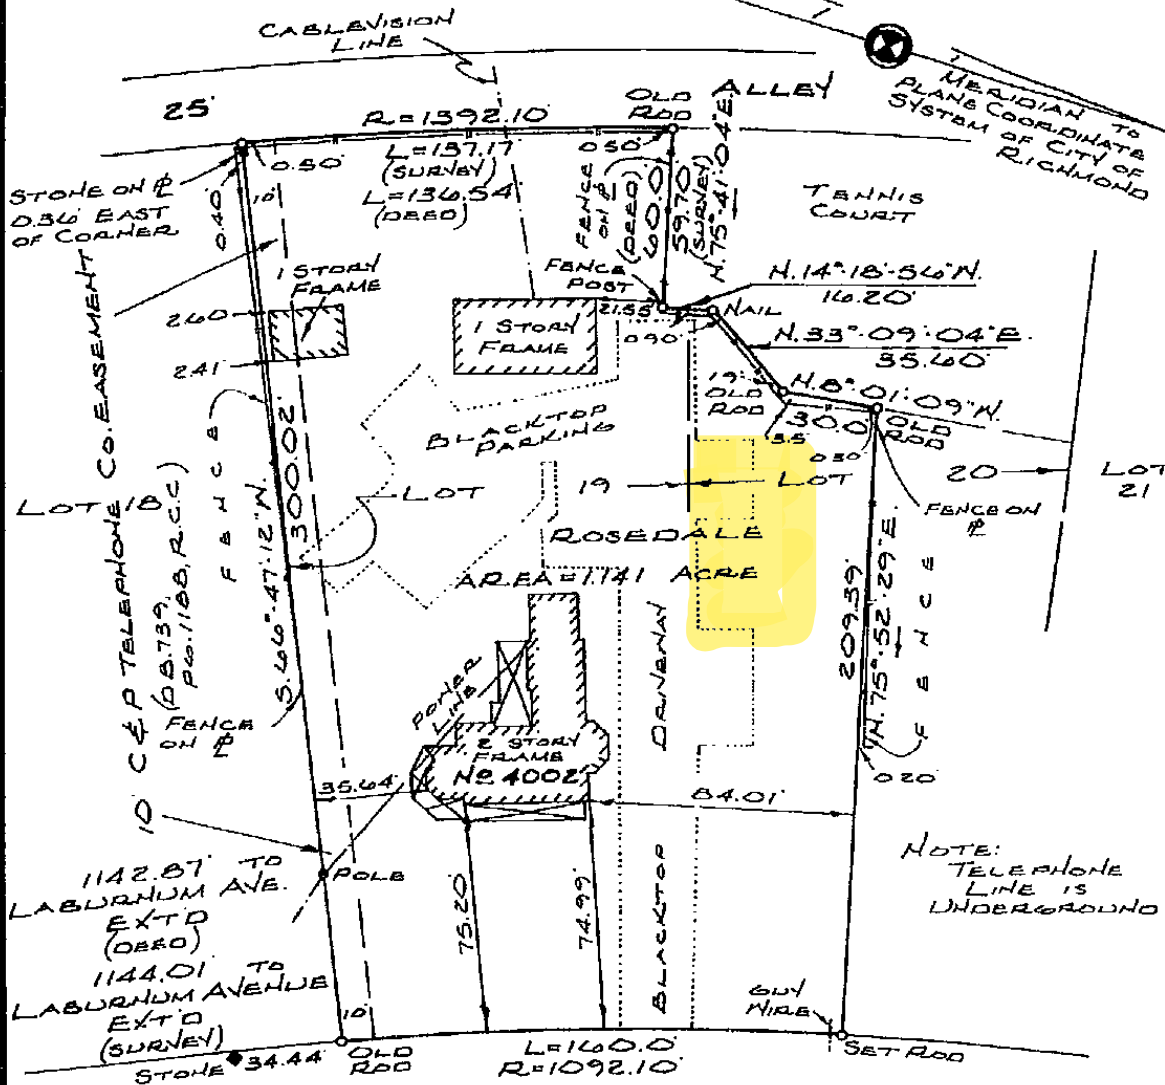 CABLEVISION
LINE
25'
R=1392.10'
ALLEY
MERIDIAN TO
PLANE COORDINATE
SYSTEM OF CITY OF
RICHMOND
OLD
ROD
0.50'
L=137.17'
(SURVEY)
L=136.54'
(DEED)
0.50'
STONE ON ⅊
0.36' EAST
OF CORNER
0.40'
10'
FENCE
ON ⅊
(DEED)
60.0'
59.70'
(SURVEY)
N.75°-41'-04"E.
TENNIS
COURT
1 STORY
FRAME
FENCE
POST
N.14°-18'-56"W.
16.20'
2.60
2.41
1 STORY
FRAME
21.55'
0.90'
NAIL
N.33°-09'-04"E.
35.60'
1.9'
OLD
ROD
N.8°-01'-09"W.
30.0'
3.5'
0.30'
OLD
ROD
10' C & P TELEPHONE CO. EASEMENT
(D.B.739,
PG.1188, R.C.C.)
FENCE
S.66°-47'-12"W.
300.02'
BLACKTOP
PARKING
LOT 18
LOT
19
LOT
20
LOT
21
FENCE ON
⅊
ROSEDALE
AREA=1.141 ACRE
209.39'
N.75°-52'-29"E.
FENCE
FENCE
ON ⅊
POWER
LINE
2 STORY
FRAME
No. 4002
DRIVEWAY
0.20'
35.64'
84.01'
POLE
1142.87' TO
LABURNUM AVE.
EXT'D
(DEED)
1144.01' TO
LABURNUM AVENUE
EXT'D
(SURVEY)
75.20'
74.99'
BLACKTOP
NOTE:
TELEPHONE
LINE IS
UNDERGROUND
GUY
WIRE
10'
STONE
34.44'
OLD
ROD
L=160.0'
R=1092.10'
SET ROD